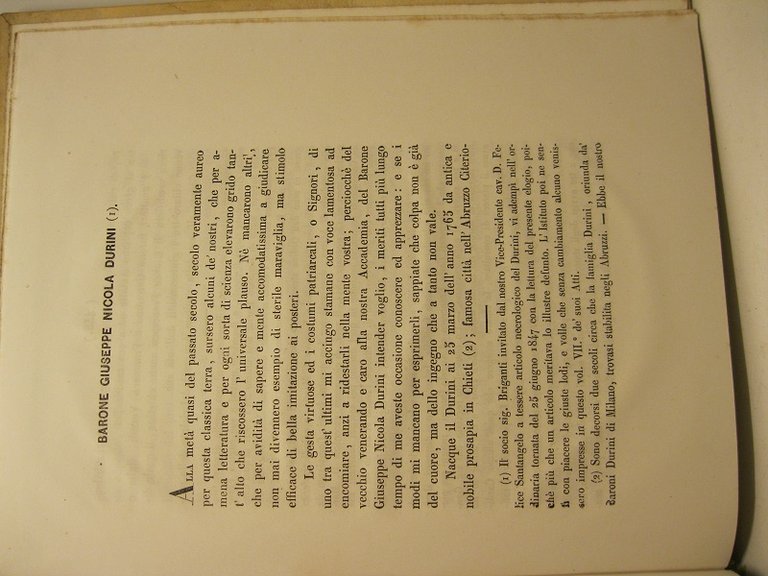 BARONE GIUSEPPE NICOLA DURINI (1).
ALLA metà quasi del passato secolo, secolo veramente aureo
per questa classica terra, sursero alcuni de' nostri, che per a-
mena letteratura e per ogni sorta di scienza elevarono grido tan-
t' alto che riscossero l' universale plauso. Nè mancarono altri,
che per avidità di sapere e mente accomodatissima a giudicare
non mai divennero esempio di sterile maraviglia, ma stimolo
efficace di bella imitazione ai posteri.
Le gesta virtuose ed i costumi patriarcali, o Signori, di
uno tra quest' ultimi mi accingo stamane con voce lamentosa ad
encomiare, anzi a ridestarli nella mente vostra; perciocchè del
vecchio venerando e caro alla nostra Accademia, del Barone
Giuseppe Nicola Durini intender voglio, i meriti tutti più lungo
tempo di me aveste occasione conoscere ed apprezzare: e se i
modi mi mancano per esprimerli, sappiate che colpa non è già
del cuore, ma dello ingegno che a tanto non vale.
Nacque il Durini ai 25 marzo dell' anno 1765 da antica e
nobile prosapia in Chieti (2); famosa città nell' Abruzzo Citerio-
(1) Il socio sig. Briganti invitato dal nostro Vice-Presidente cav. D. Fe-
lice Santangelo a tessere articolo necrologico del Durini, vi adempì nell' or-
dinaria tornata del 25 giugno 1847 con la lettura del presente elogio, poi-
chè più che un articolo meritava lo illustre defunto. L' Istituto poi ne sen-
tì con piacere le giuste lodi, e volle che senza cambiamento alcuno venis-
sero impresse in questo vol. VII.° de suoi Atti.
(2) Sono decorsi due secoli circa che la famiglia Durini, oriunda da'
Baroni Durini di Milano, trovasi stabilita negli Abruzzi. — Ebbe il nostro